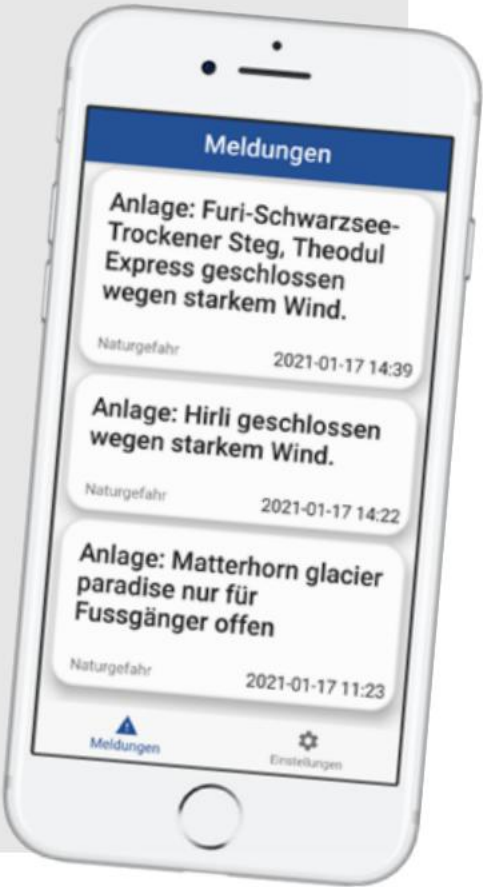 Meldungen
Anlage: Furi-Schwarzsee-
Trockener Steg, Theodul
Express geschlossen
wegen starkem Wind.
Naturgefahr
2021-01-17 14:39
Anlage: Hirli geschlossen
wegen starkem Wind.
Naturgefahr
2021-01-17 14:22
Anlage: Matterhorn glacier
paradise nur für
Fussgänger offen
Naturgefahr
2021-01-17 11:23
Meldungen
Einstellungen